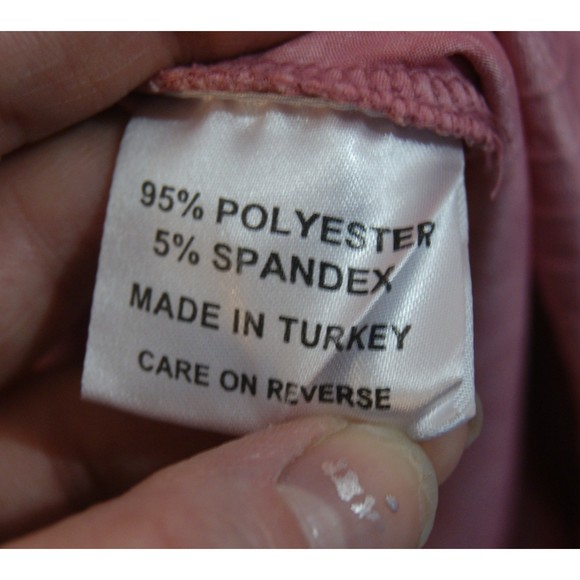 95% POLYESTER
5% SPANDEX
MADE IN TURKEY
CARE ON REVERSE